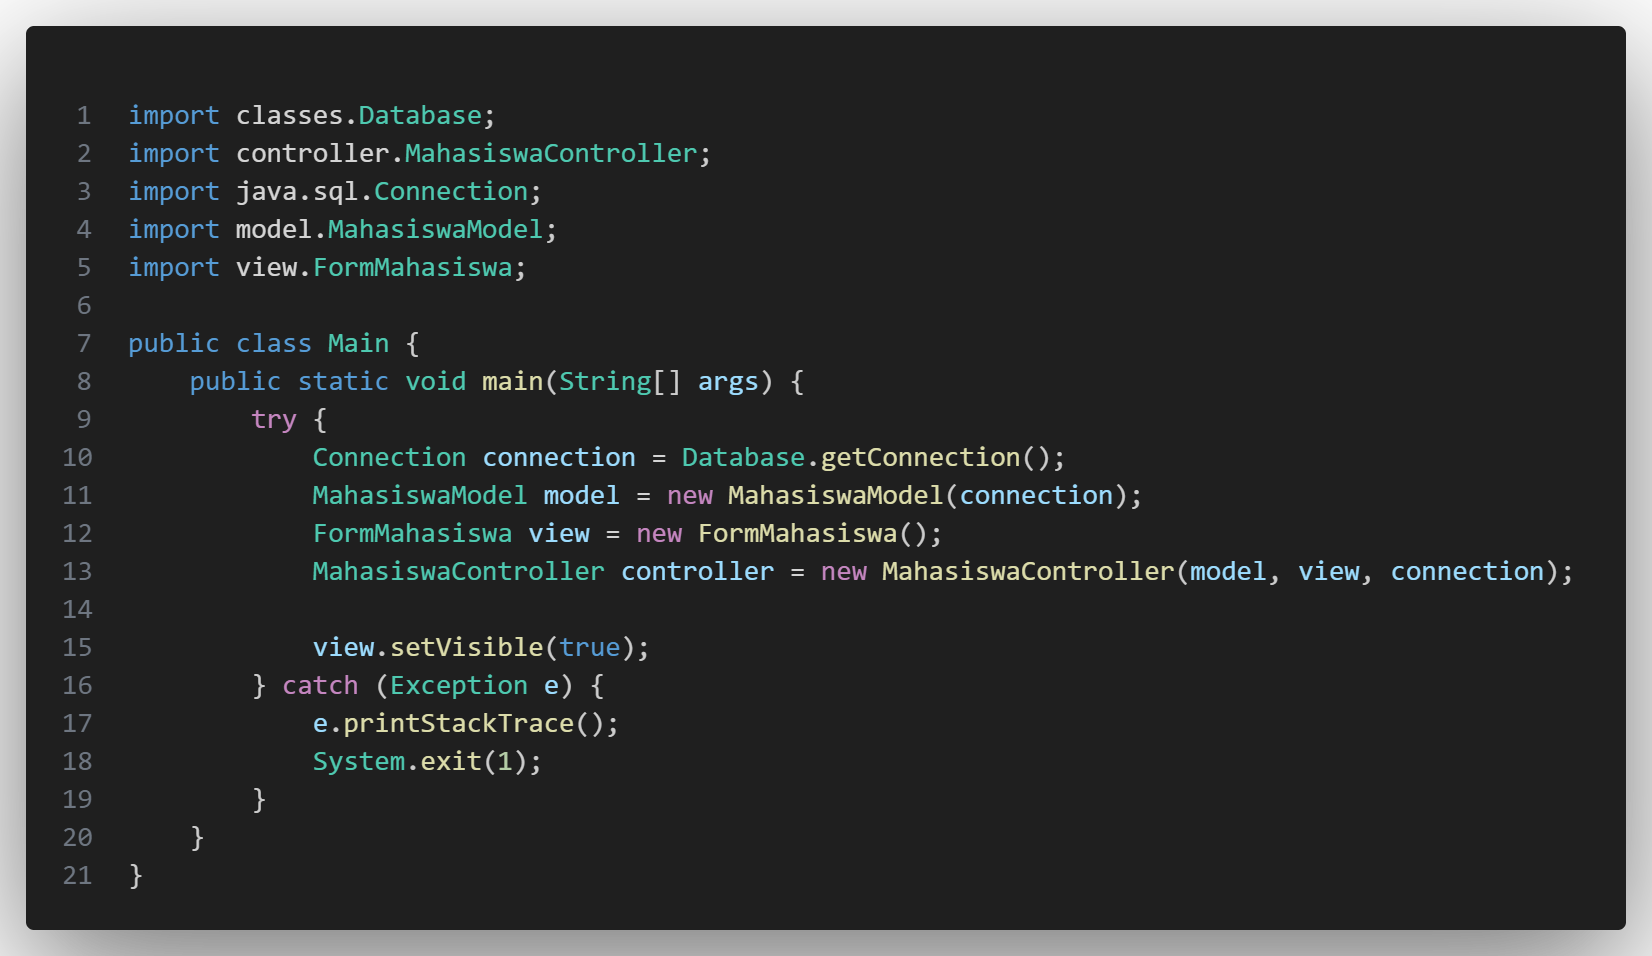 1 import classes.Database;
2 import controller.MahasiswaController;
3 import java.sql.Connection;
4 import model.MahasiswaModel;
5 import view.FormMahasiswa;
6
7 public class Main {
8     public static void main(String[] args) {
9         try {
10             Connection connection = Database.getConnection();
11             MahasiswaModel model = new MahasiswaModel(connection);
12             FormMahasiswa view = new FormMahasiswa();
13             MahasiswaController controller = new MahasiswaController(model, view, connection);
14
15             view.setVisible(true);
16         } catch (Exception e) {
17             e.printStackTrace();
18             System.exit(1);
19         }
20     }
21 }